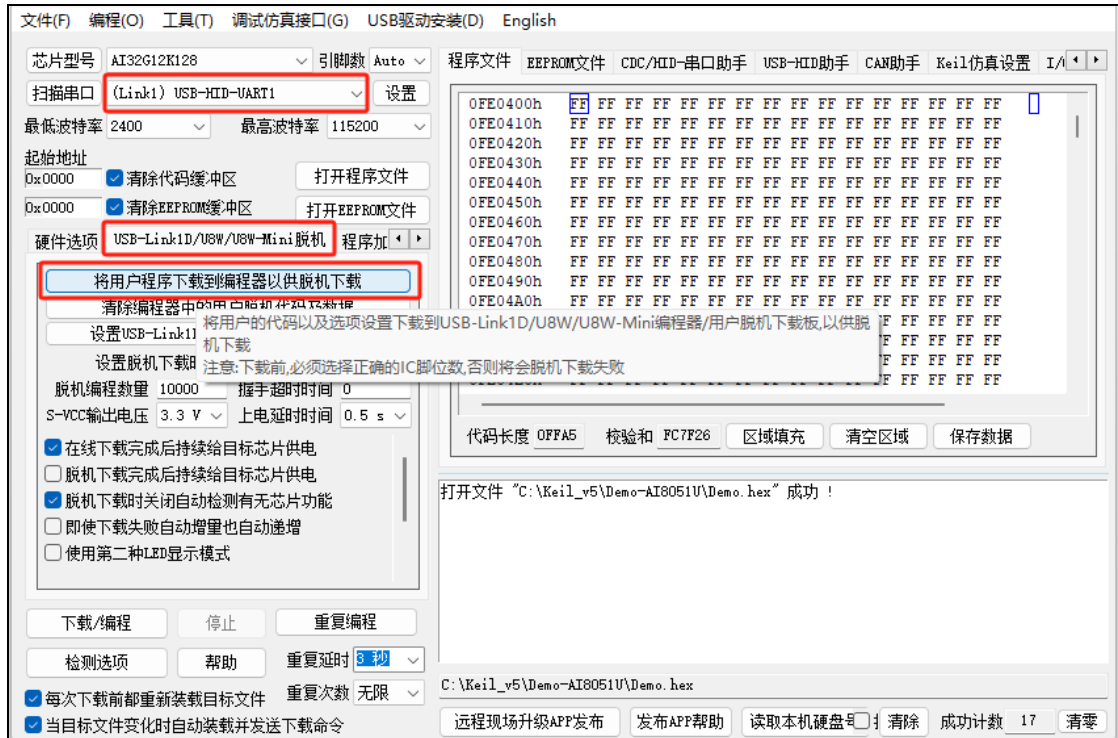 文件(F) 编程(O) 工具(T) 调试仿真接口(G) USB驱动安装(D) English
芯片型号 AI32G12K128 引脚数 Auto
扫描串口 (Link1) USB-HID-UART1 设置
最低波特率 2400 最高波特率 115200
起始地址
0x0000 清除代码缓冲区 打开程序文件
0x0000 清除EEPROM缓冲区 打开EEPROM文件
硬件选项 USB-Link1D/U8W/U8W-Mini脱机 程序加
将用户程序下载到编程器以供脱机下载
清除编程器中的用户脱机代码及数据
设置USB-Link1
设置脱机下载时
将用户的代码以及选项设置下载到USB-Link1D/U8W/U8W-Mini编程器/用户脱机下载板,以供脱
机下载
注意:下载前,必须选择正确的IC脚位数,否则将会脱机下载失败
脱机编程数量 10000 握手超时时间 0
S-VCC输出电压 3.3 V 上电延时时间 0.5 s
在线下载完成后持续给目标芯片供电
脱机下载完成后持续给目标芯片供电
脱机下载时关闭自动检测有无芯片功能
即使下载失败自动增量也自动递增
使用第二种LED显示模式
下载/编程 停止 重复编程
检测选项 帮助 重复延时 3 秒
每次下载前都重新装载目标文件 重复次数 无限
当目标文件变化时自动装载并发送下载命令
程序文件 EEPROM文件 CDC/HID-串口助手 USB-HID助手 CAN助手 Keil仿真设置 I/
0FE0400h FF FF FF FF FF FF FF FF FF FF FF FF FF FF FF FF
0FE0410h FF FF FF FF FF FF FF FF FF FF FF FF FF FF FF FF
0FE0420h FF FF FF FF FF FF FF FF FF FF FF FF FF FF FF FF
0FE0430h FF FF FF FF FF FF FF FF FF FF FF FF FF FF FF FF
0FE0440h FF FF FF FF FF FF FF FF FF FF FF FF FF FF FF FF
0FE0450h FF FF FF FF FF FF FF FF FF FF FF FF FF FF FF FF
0FE0460h FF FF FF FF FF FF FF FF FF FF FF FF FF FF FF FF
0FE0470h FF FF FF FF FF FF FF FF FF FF FF FF FF FF FF FF
0FE0480h FF FF FF FF FF FF FF FF FF FF FF FF FF FF FF FF
0FE0490h FF FF FF FF FF FF FF FF FF FF FF FF FF FF FF FF
0FE04A0h FF FF FF FF FF FF FF FF FF FF FF FF FF FF FF FF
FF FF FF FF FF
FF FF FF FF FF
FF FF FF FF FF
FF FF FF FF FF
代码长度 0FFA5 校验和 FC7F26 区域填充 清空区域 保存数据
打开文件 "C:\Keil_v5\Demo-AI8051U\Demo.hex" 成功 !
C:\Keil_v5\Demo-AI8051U\Demo.hex
远程现场升级APP发布 发布APP帮助 读取本机硬盘号 清除 成功计数 17 清零